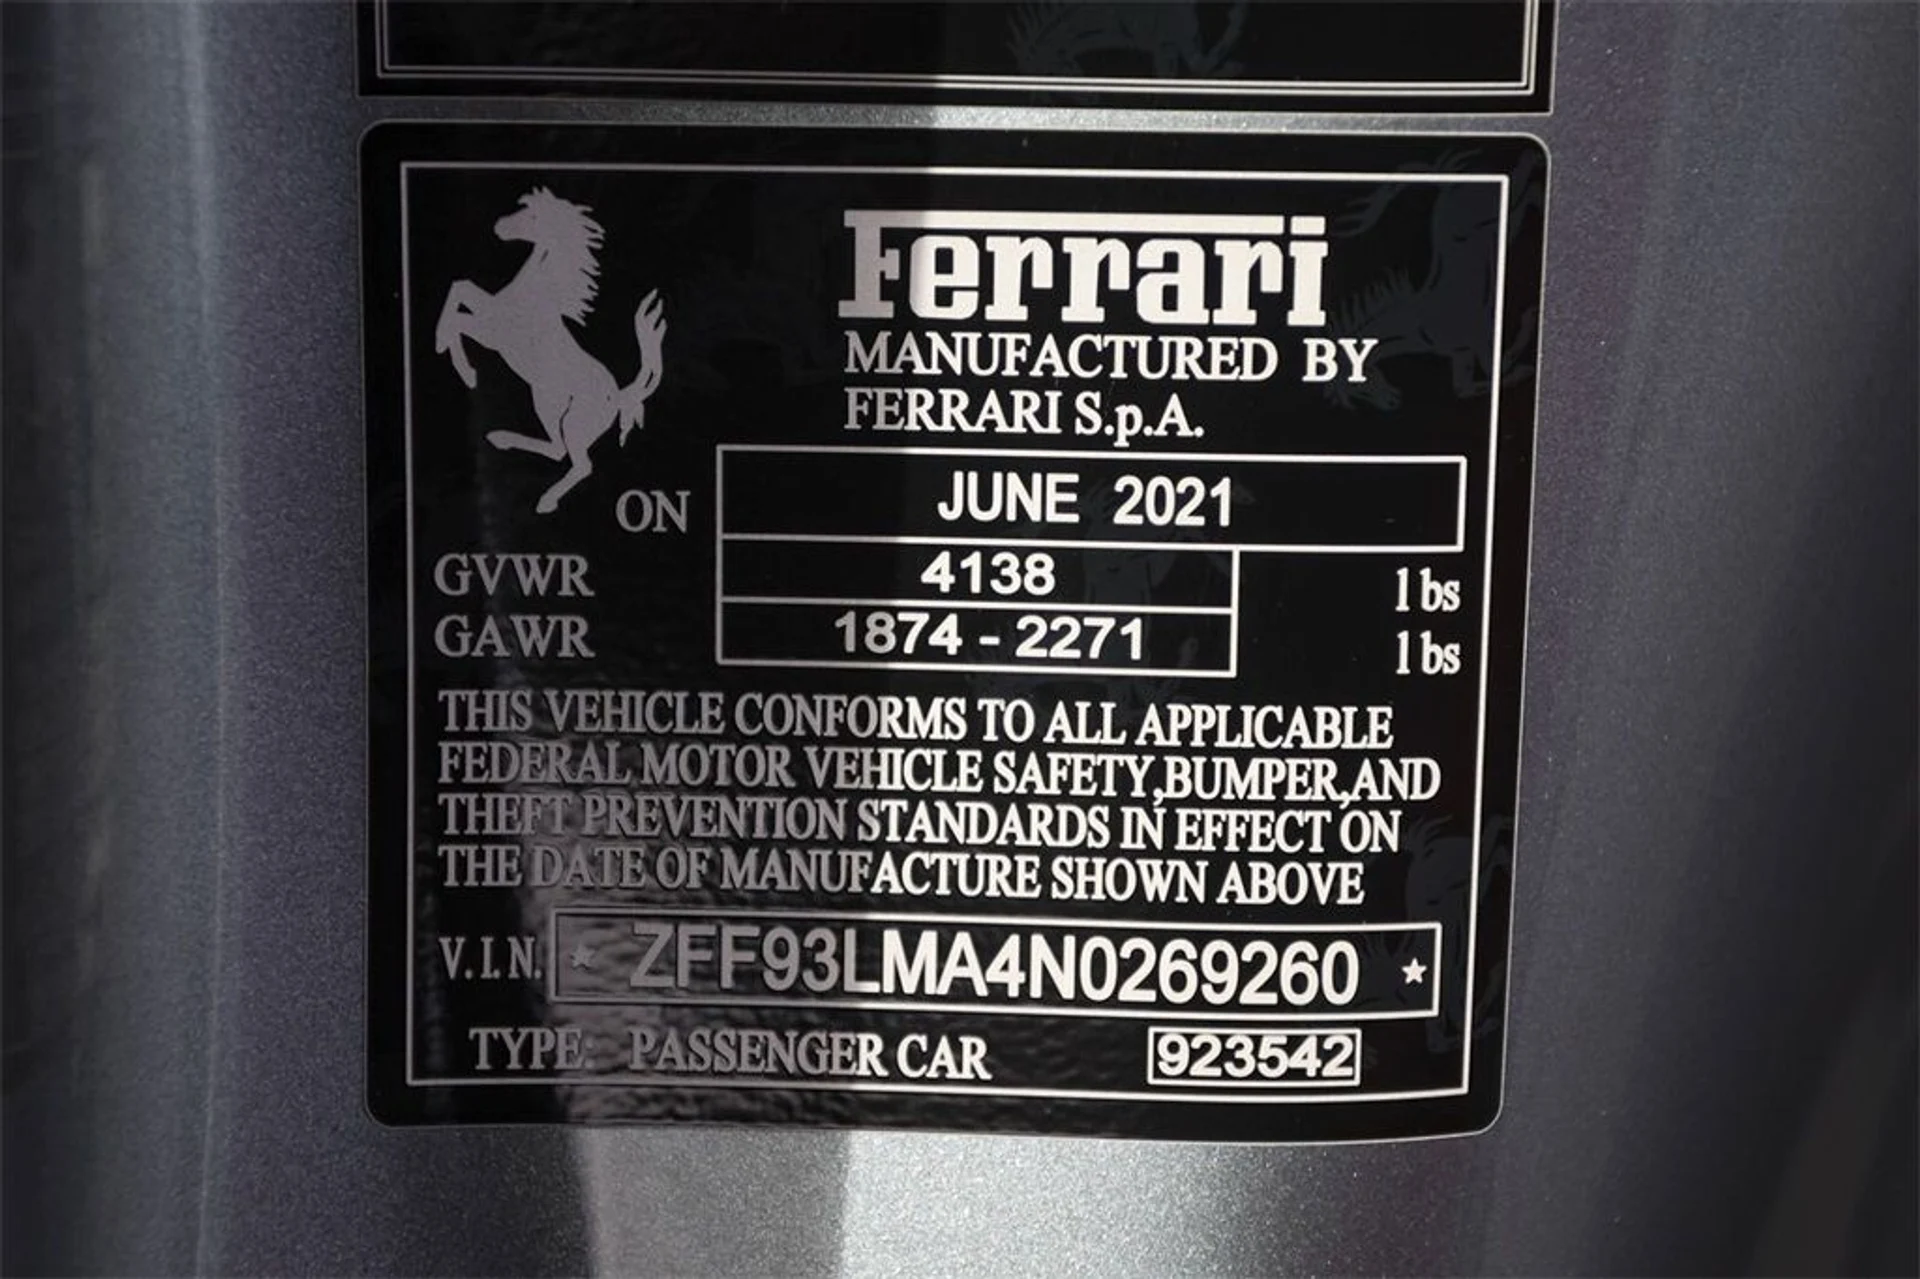 Ferrari
MANUFACTURED BY
FERRARI S.p.A.
ON JUNE 2021
GVWR 4138 lbs
GAWR 1874 - 2271 lbs
THIS VEHICLE CONFORMS TO ALL APPLICABLE
FEDERAL MOTOR VEHICLE SAFETY,BUMPER,AND
THEFT PREVENTION STANDARDS IN EFFECT ON
THE DATE OF MANUFACTURE SHOWN ABOVE
V.I.N. * ZFF93LMA4N0269260 *
TYPE: PASSENGER CAR 923542